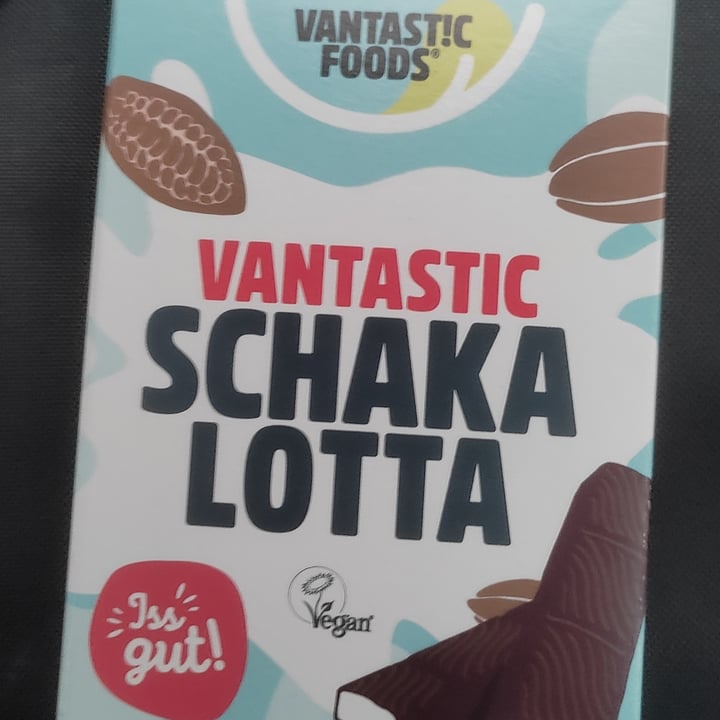 VANTAST!C
FOODS®
VANTASTIC
SCHAKA
LOTTA
Iss
gut!
Vegan